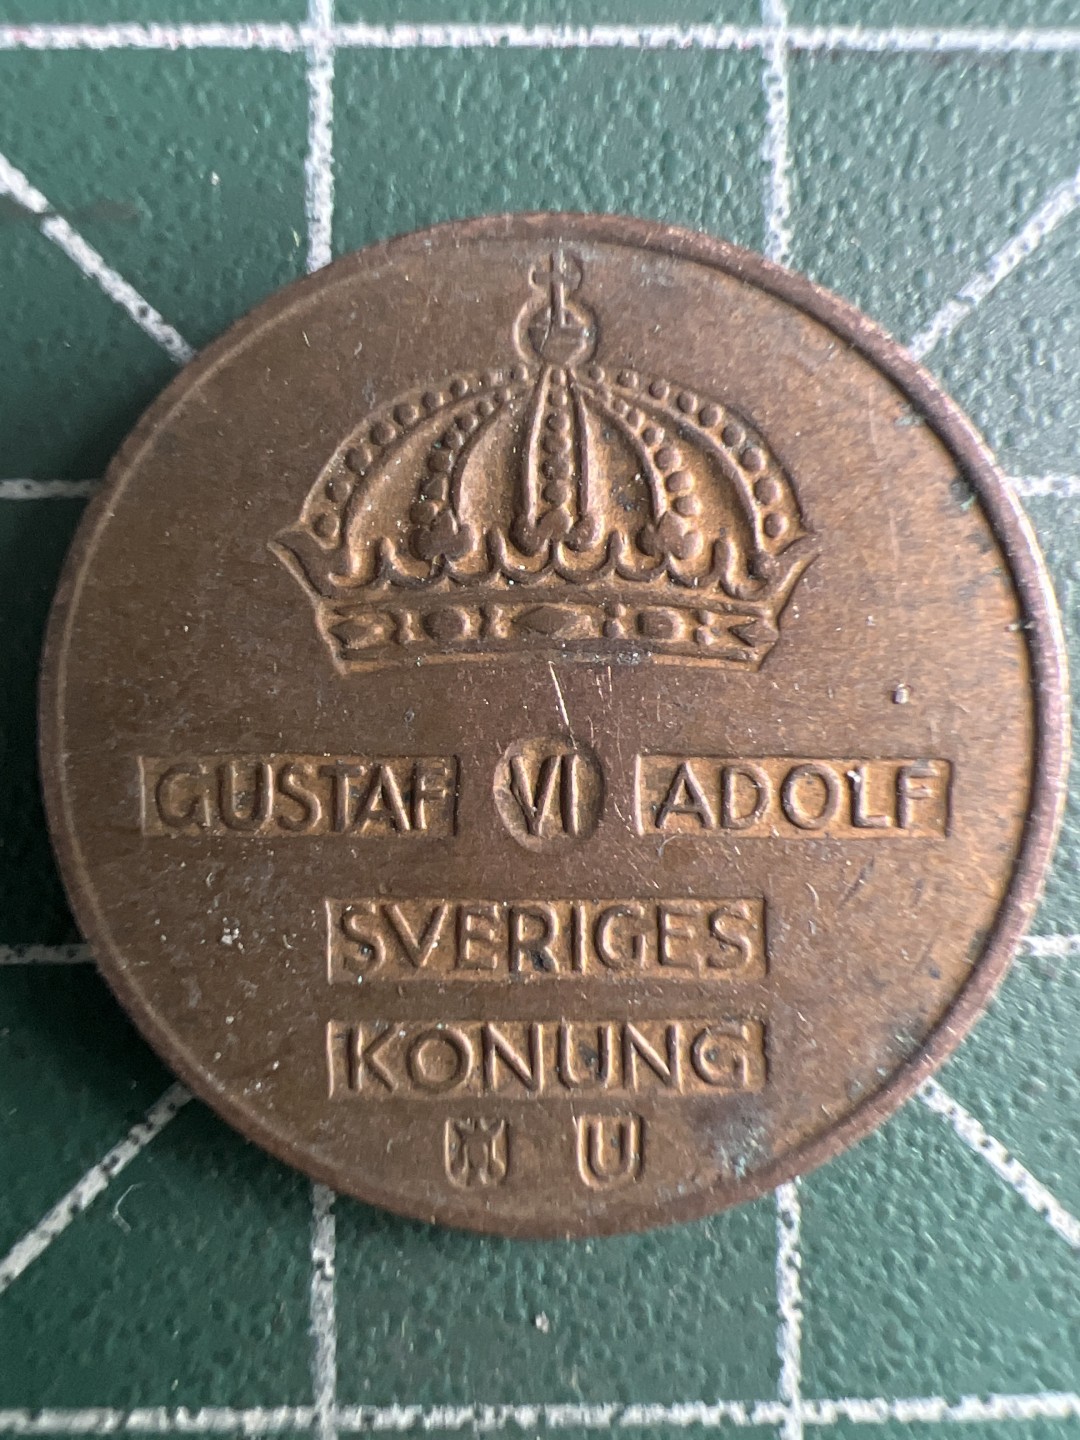 GUSTAF VI ADOLF
SVERIGES
KONUNG
U